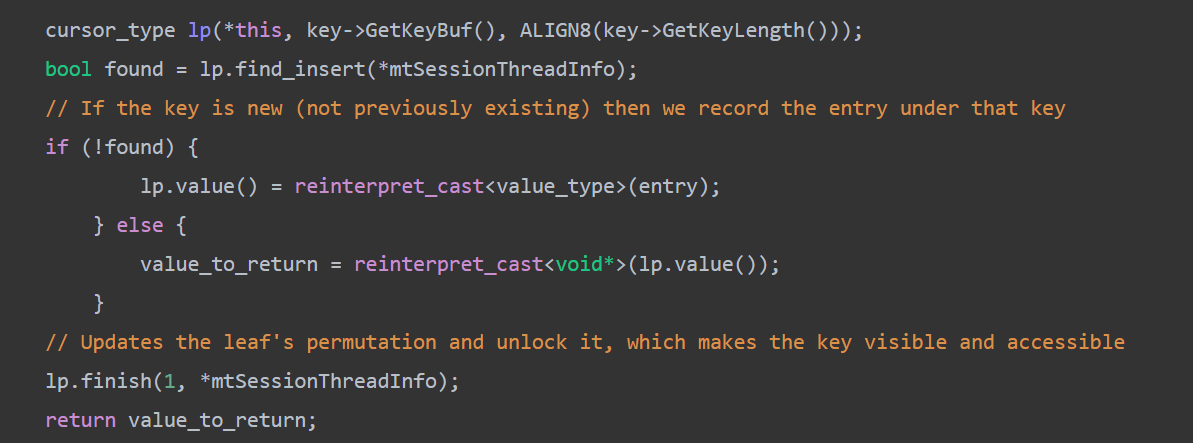 cursor_type lp(*this, key->GetKeyBuf(), ALIGN8(key->GetKeyLength()));
bool found = lp.find_insert(*mtSessionThreadInfo);
// If the key is new (not previously existing) then we record the entry under that key
if (!found) {
        lp.value() = reinterpret_cast<value_type>(entry);
    } else {
        value_to_return = reinterpret_cast<void*>(lp.value());
    }
// Updates the leaf's permutation and unlock it, which makes the key visible and accessible
lp.finish(1, *mtSessionThreadInfo);
return value_to_return;